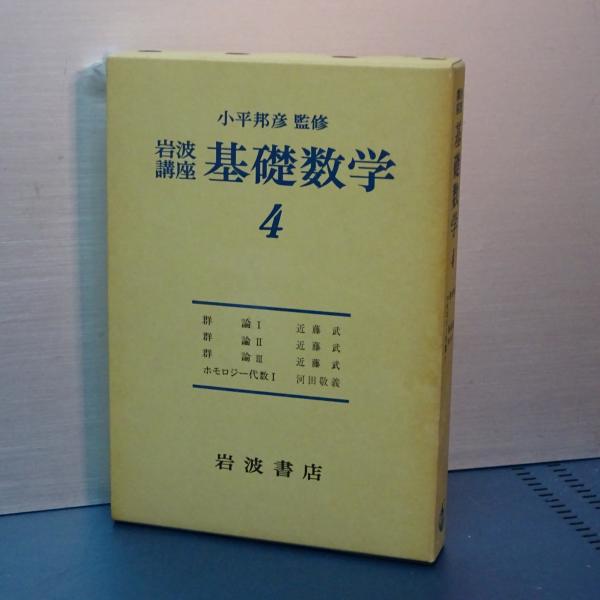 小平邦彦 監修
岩波講座 基礎数学
4
群 論 I 近藤 武
群 論 II 近藤 武
群 論 III 近藤 武
ホモロジー代数 I 河田敬義
岩波書店
基礎数学 4